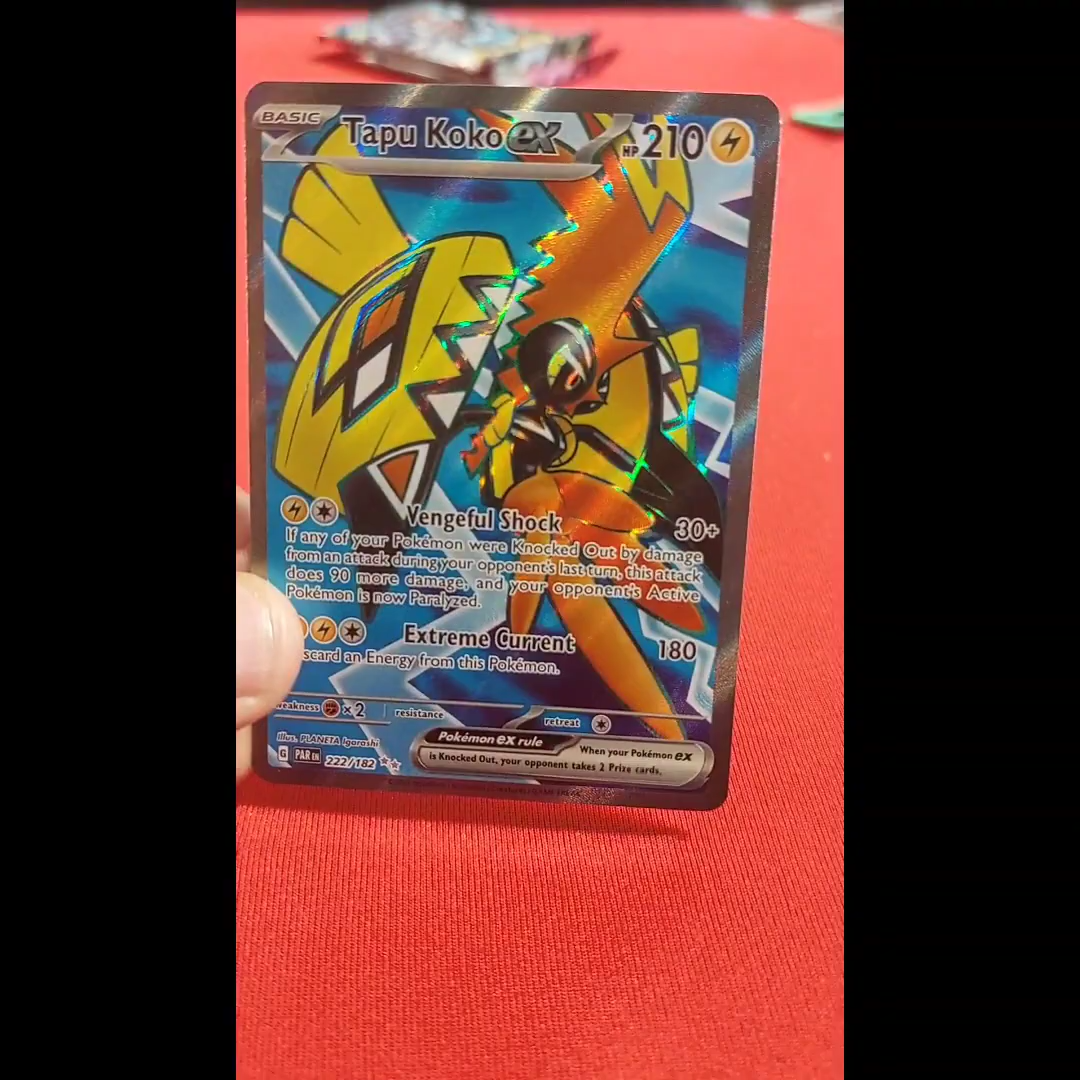 BASIC
Tapu Koko ex
HP 210
Vengeful Shock 30+
If any of your Pokémon were Knocked Out by damage
from an attack during your opponent's last turn, this attack
does 90 more damage, and your opponent's Active
Pokémon is now Paralyzed.
Extreme Current 180
scard an Energy from this Pokémon.
weakness ×2 resistance retreat
Illus. PLANETA Igarashi
G PAR EN 222/182
Pokémon ex rule
When your Pokémon ex
is Knocked Out, your opponent takes 2 Prize cards.